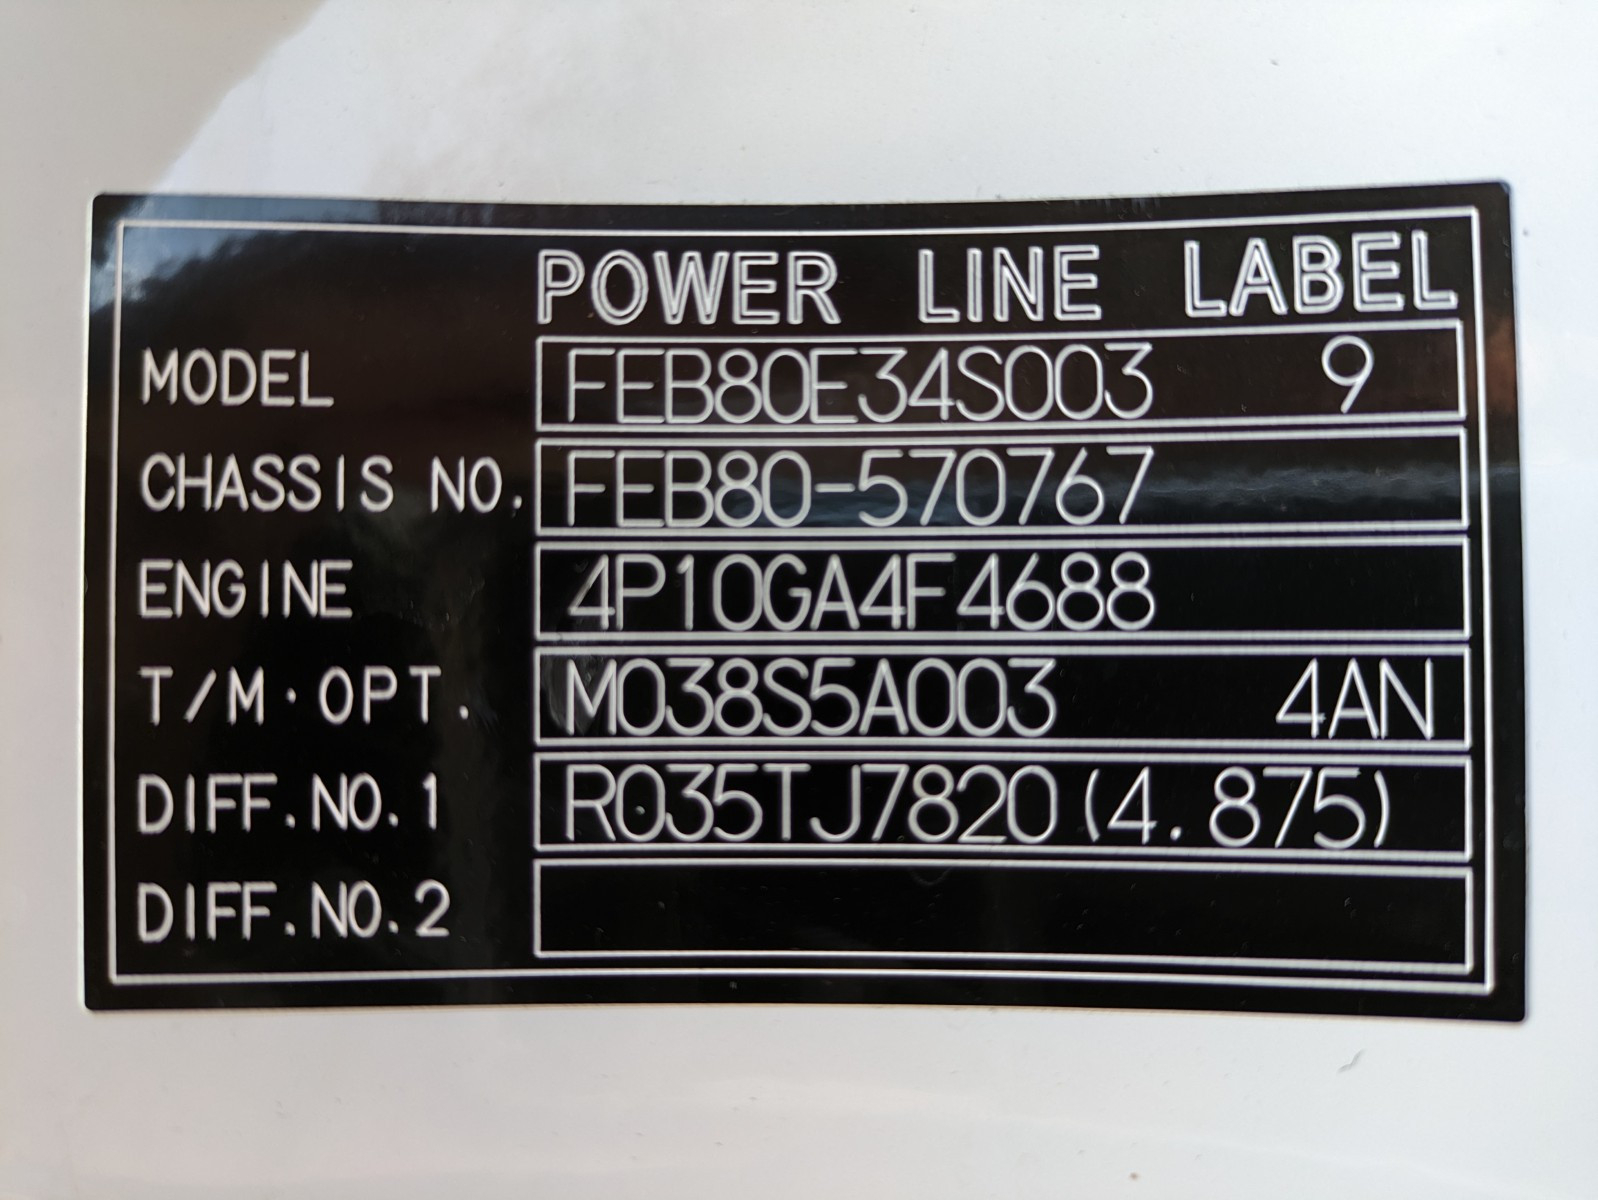 POWER LINE LABEL
MODEL FEB80E34S003 9
CHASSIS NO. FEB80-570767
ENGINE 4P10GA4F4688
T/M·OPT. M038S5A003 4AN
DIFF.NO.1 R035TJ7820(4.875)
DIFF.NO.2